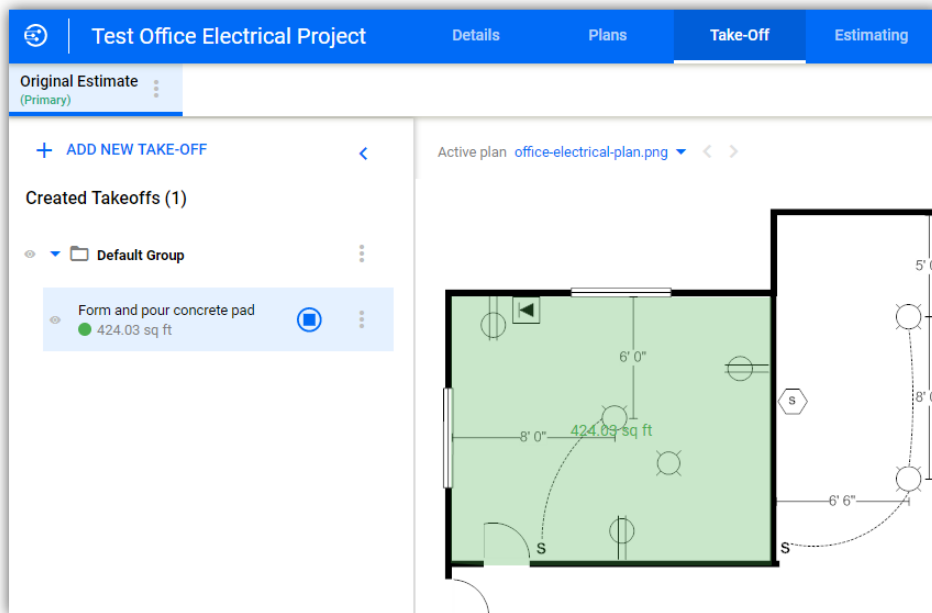 Test Office Electrical Project
Details
Plans
Take-Off
Estimating
Original Estimate
(Primary)
ADD NEW TAKE-OFF
Active plan office-electrical-plan.png
Created Takeoffs (1)
Default Group
Form and pour concrete pad
424.03 sq ft
5'
6' 0"
8'
S
424.03 sq ft
8' 0"
6' 6"
S
S